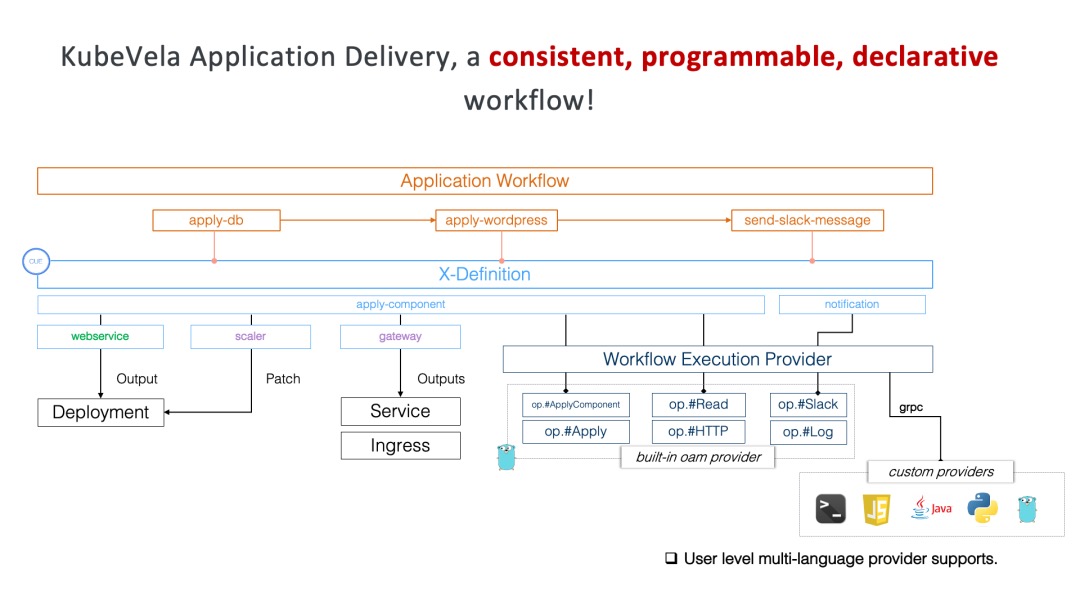 KubeVela Application Delivery, a consistent, programmable, declarative
workflow!
Application Workflow
apply-db
apply-wordpress
send-slack-message
CUE
X-Definition
apply-component
notification
webservice
scaler
gateway
Workflow Execution Provider
Output
Patch
Outputs
Deployment
Service
Ingress
op.#ApplyComponent
op.#Read
op.#Slack
op.#Apply
op.#HTTP
op.#Log
grpc
built-in oam provider
custom providers
>_
JS
Java
❑ User level multi-language provider supports.